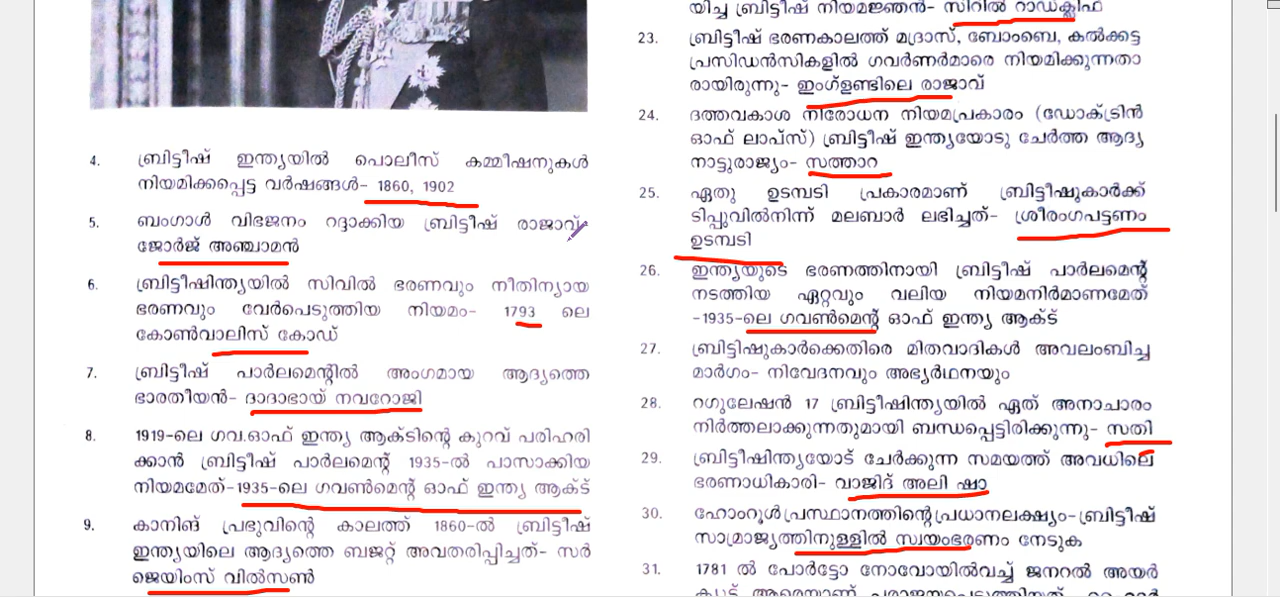 4. ബ്രിട്ടീഷ് ഇന്ത്യയിൽ പൊലീസ് കമ്മീഷനുകൾ
നിയമിക്കപ്പെട്ട വർഷങ്ങൾ- 1860, 1902
5. ബംഗാൾ വിഭജനം റദ്ദാക്കിയ ബ്രിട്ടീഷ് രാജാവ്-
ജോർജ് അഞ്ചാമൻ
6. ബ്രിട്ടീഷിന്ത്യയിൽ സിവിൽ ഭരണവും നീതിന്യായ
ഭരണവും വേർപെടുത്തിയ നിയമം- 1793 ലെ
കോൺവാലിസ് കോഡ്
7. ബ്രിട്ടീഷ് പാർലമെന്റിൽ അംഗമായ ആദ്യത്തെ
ഭാരതീയൻ- ദാദാഭായ് നവറോജി
8. 1919-ലെ ഗവ.ഓഫ് ഇന്ത്യ ആക്ടിന്റെ കുറവ് പരിഹരി
ക്കാൻ ബ്രിട്ടീഷ് പാർലമെന്റ് 1935-ൽ പാസാക്കിയ
നിയമമേത്-1935-ലെ ഗവൺമെന്റ് ഓഫ് ഇന്ത്യ ആക്ട്
9. കാനിങ് പ്രഭുവിന്റെ കാലത്ത് 1860-ൽ ബ്രിട്ടീഷ്
ഇന്ത്യയിലെ ആദ്യത്തെ ബജറ്റ് അവതരിപ്പിച്ചത്- സർ
ജെയിംസ് വിൽസൺ
യിച്ച ബ്രിട്ടീഷ് നിയമജ്ഞൻ- സിറിൽ റാഡ്ക്ലിഫ്
23. ബ്രിട്ടീഷ് ഭരണകാലത്ത് മദ്രാസ്, ബോംബെ, കൽക്കട്ട
പ്രസിഡൻസികളിൽ ഗവർണർമാരെ നിയമിക്കുന്നതാ
രായിരുന്നു- ഇംഗ്ളണ്ടിലെ രാജാവ്
24. ദത്തവകാശ നിരോധന നിയമപ്രകാരം (ഡോക്ട്രിൻ
ഓഫ് ലാപ്സ്) ബ്രിട്ടീഷ് ഇന്ത്യയോടു ചേർത്ത ആദ്യ
നാട്ടുരാജ്യം- സത്താറ
25. ഏതു ഉടമ്പടി പ്രകാരമാണ് ബ്രിട്ടീഷുകാർക്ക്
ടിപ്പുവിൽനിന്ന് മലബാർ ലഭിച്ചത്- ശ്രീരംഗപട്ടണം
ഉടമ്പടി
26. ഇന്ത്യയുടെ ഭരണത്തിനായി ബ്രിട്ടീഷ് പാർലമെന്റ്
നടത്തിയ ഏറ്റവും വലിയ നിയമനിർമാണമേത്
-1935-ലെ ഗവൺമെന്റ് ഓഫ് ഇന്ത്യ ആക്ട്
27. ബ്രിട്ടിഷുകാർക്കെതിരെ മിതവാദികൾ അവലംബിച്ച
മാർഗം- നിവേദനവും അഭ്യർഥനയും
28. റഗുലേഷൻ 17 ബ്രിട്ടീഷിന്ത്യയിൽ ഏത് അനാചാരം
നിർത്തലാക്കുന്നതുമായി ബന്ധപ്പെട്ടിരിക്കുന്നു- സതി
29. ബ്രിട്ടീഷിന്ത്യയോട് ചേർക്കുന്ന സമയത്ത് അവധിലെ
ഭരണാധികാരി- വാജിദ് അലി ഷാ
30. ഹോംറൂൾ പ്രസ്ഥാനത്തിന്റെ പ്രധാനലക്ഷ്യം-ബ്രിട്ടീഷ്
സാമ്രാജ്യത്തിനുള്ളിൽ സ്വയംഭരണം നേടുക
31. 1781 ൽ പോർട്ടോ നോവോയിൽവച്ച് ജനറൽ അയർ